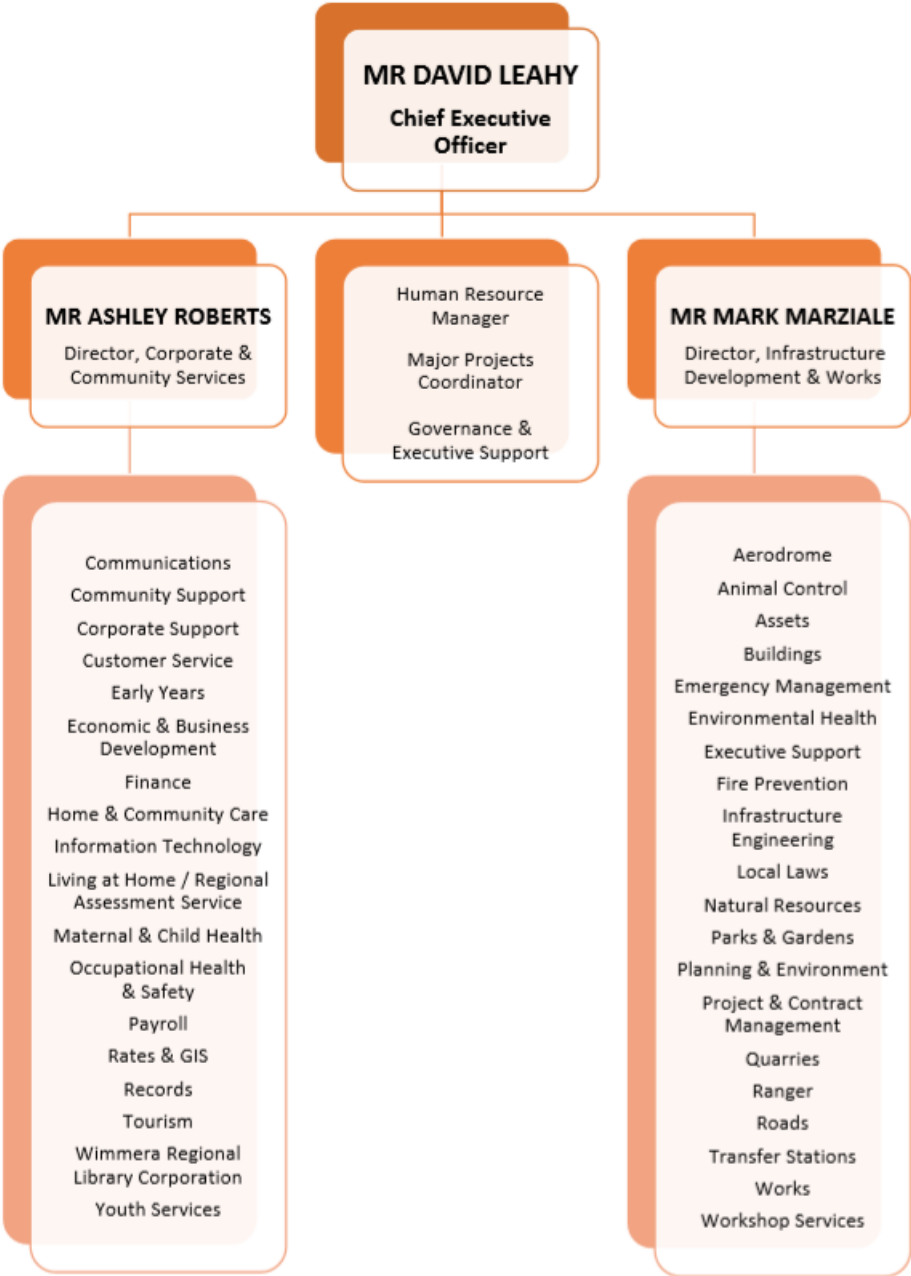 MR DAVID LEAHY
Chief Executive
Officer
MR ASHLEY ROBERTS
Director, Corporate &
Community Services
Human Resource
Manager
Major Projects
Coordinator
Governance &
Executive Support
MR MARK MARZIALE
Director, Infrastructure
Development & Works
Communications
Community Support
Corporate Support
Customer Service
Early Years
Economic & Business
Development
Finance
Home & Community Care
Information Technology
Living at Home / Regional
Assessment Service
Maternal & Child Health
Occupational Health
& Safety
Payroll
Rates & GIS
Records
Tourism
Wimmera Regional
Library Corporation
Youth Services
Aerodrome
Animal Control
Assets
Buildings
Emergency Management
Environmental Health
Executive Support
Fire Prevention
Infrastructure
Engineering
Local Laws
Natural Resources
Parks & Gardens
Planning & Environment
Project & Contract
Management
Quarries
Ranger
Roads
Transfer Stations
Works
Workshop Services